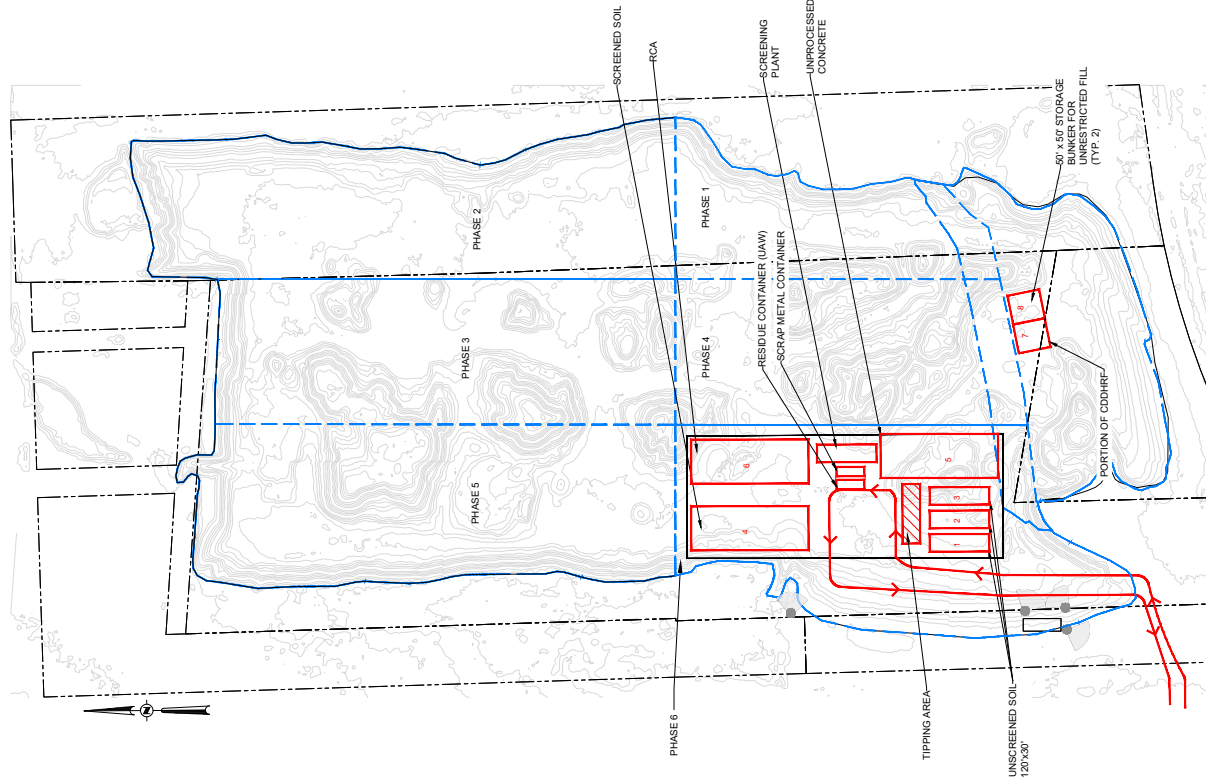 SCREENED SOIL
RCA
SCREENING
PLANT
UNPROCESSED
CONCRETE
RESIDUE CONTAINER (UAW)
SCRAP METAL CONTAINER
50' x 50' STORAGE
BUNKER FOR
UNRESTRICTED FILL
(TYP. 2)
PORTION OF CDDHRF
PHASE 2
PHASE 1
PHASE 3
PHASE 4
PHASE 5
PHASE 6
TIPPING AREA
UNSCREENED SOIL
120'x30'
4
6
5
1
2
3
7
8
N